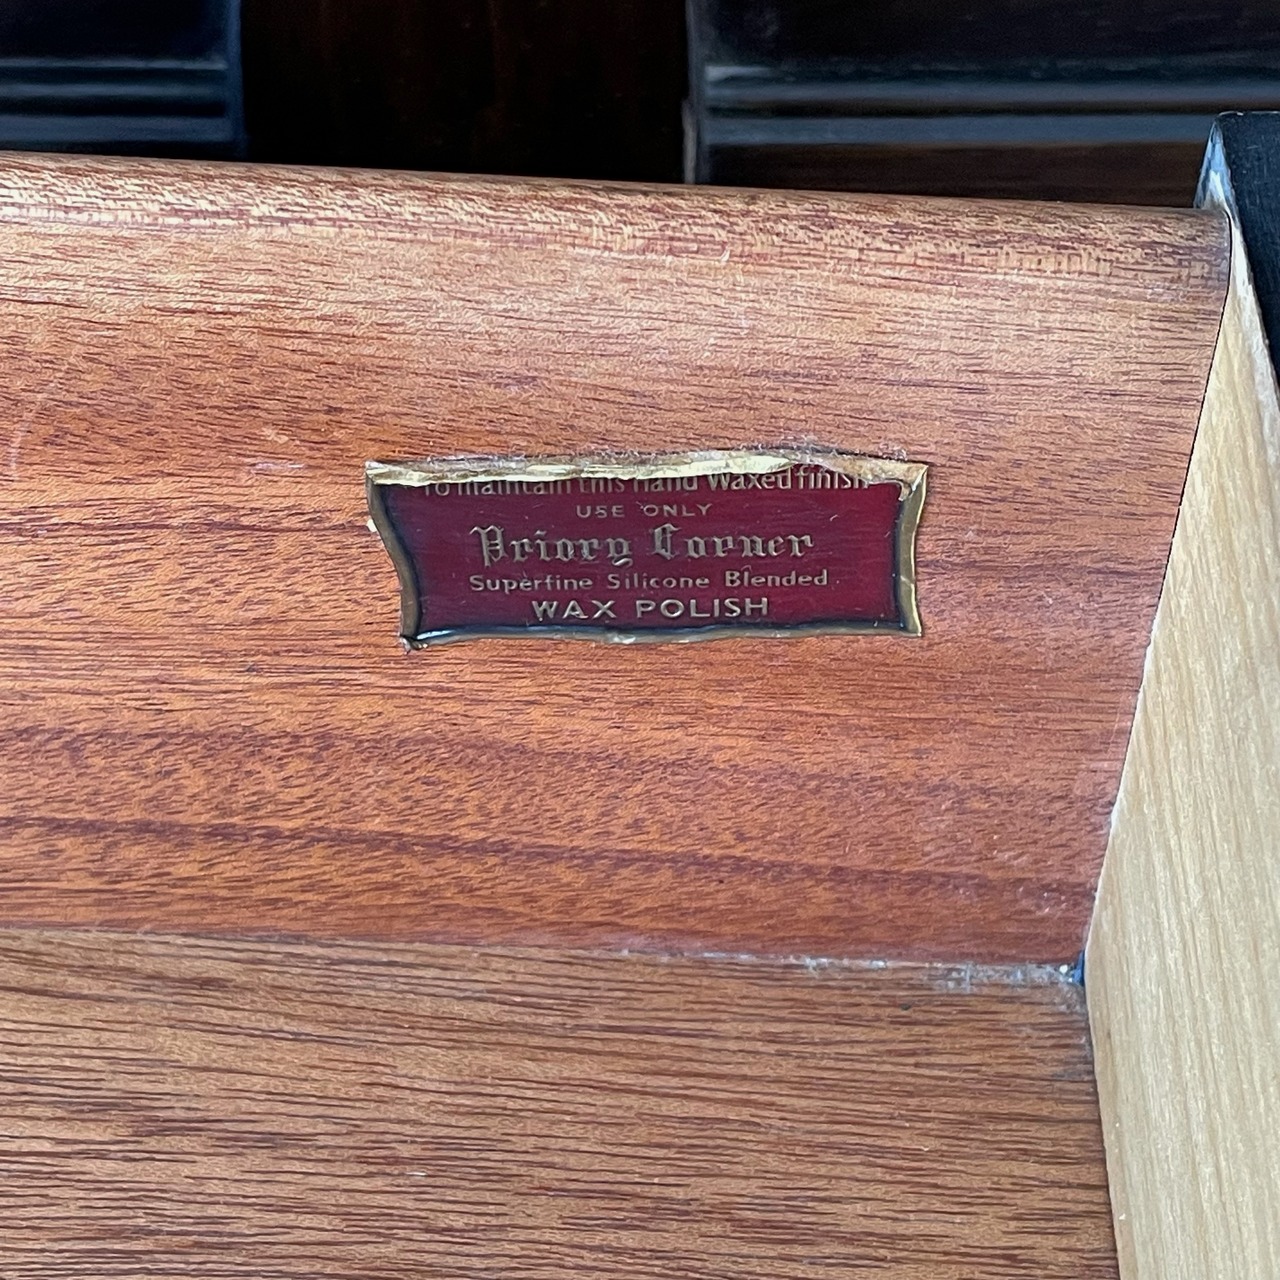 To maintain this Hand Waxed finish
USE ONLY
Priory Corner
Superfine Silicone Blended
WAX POLISH